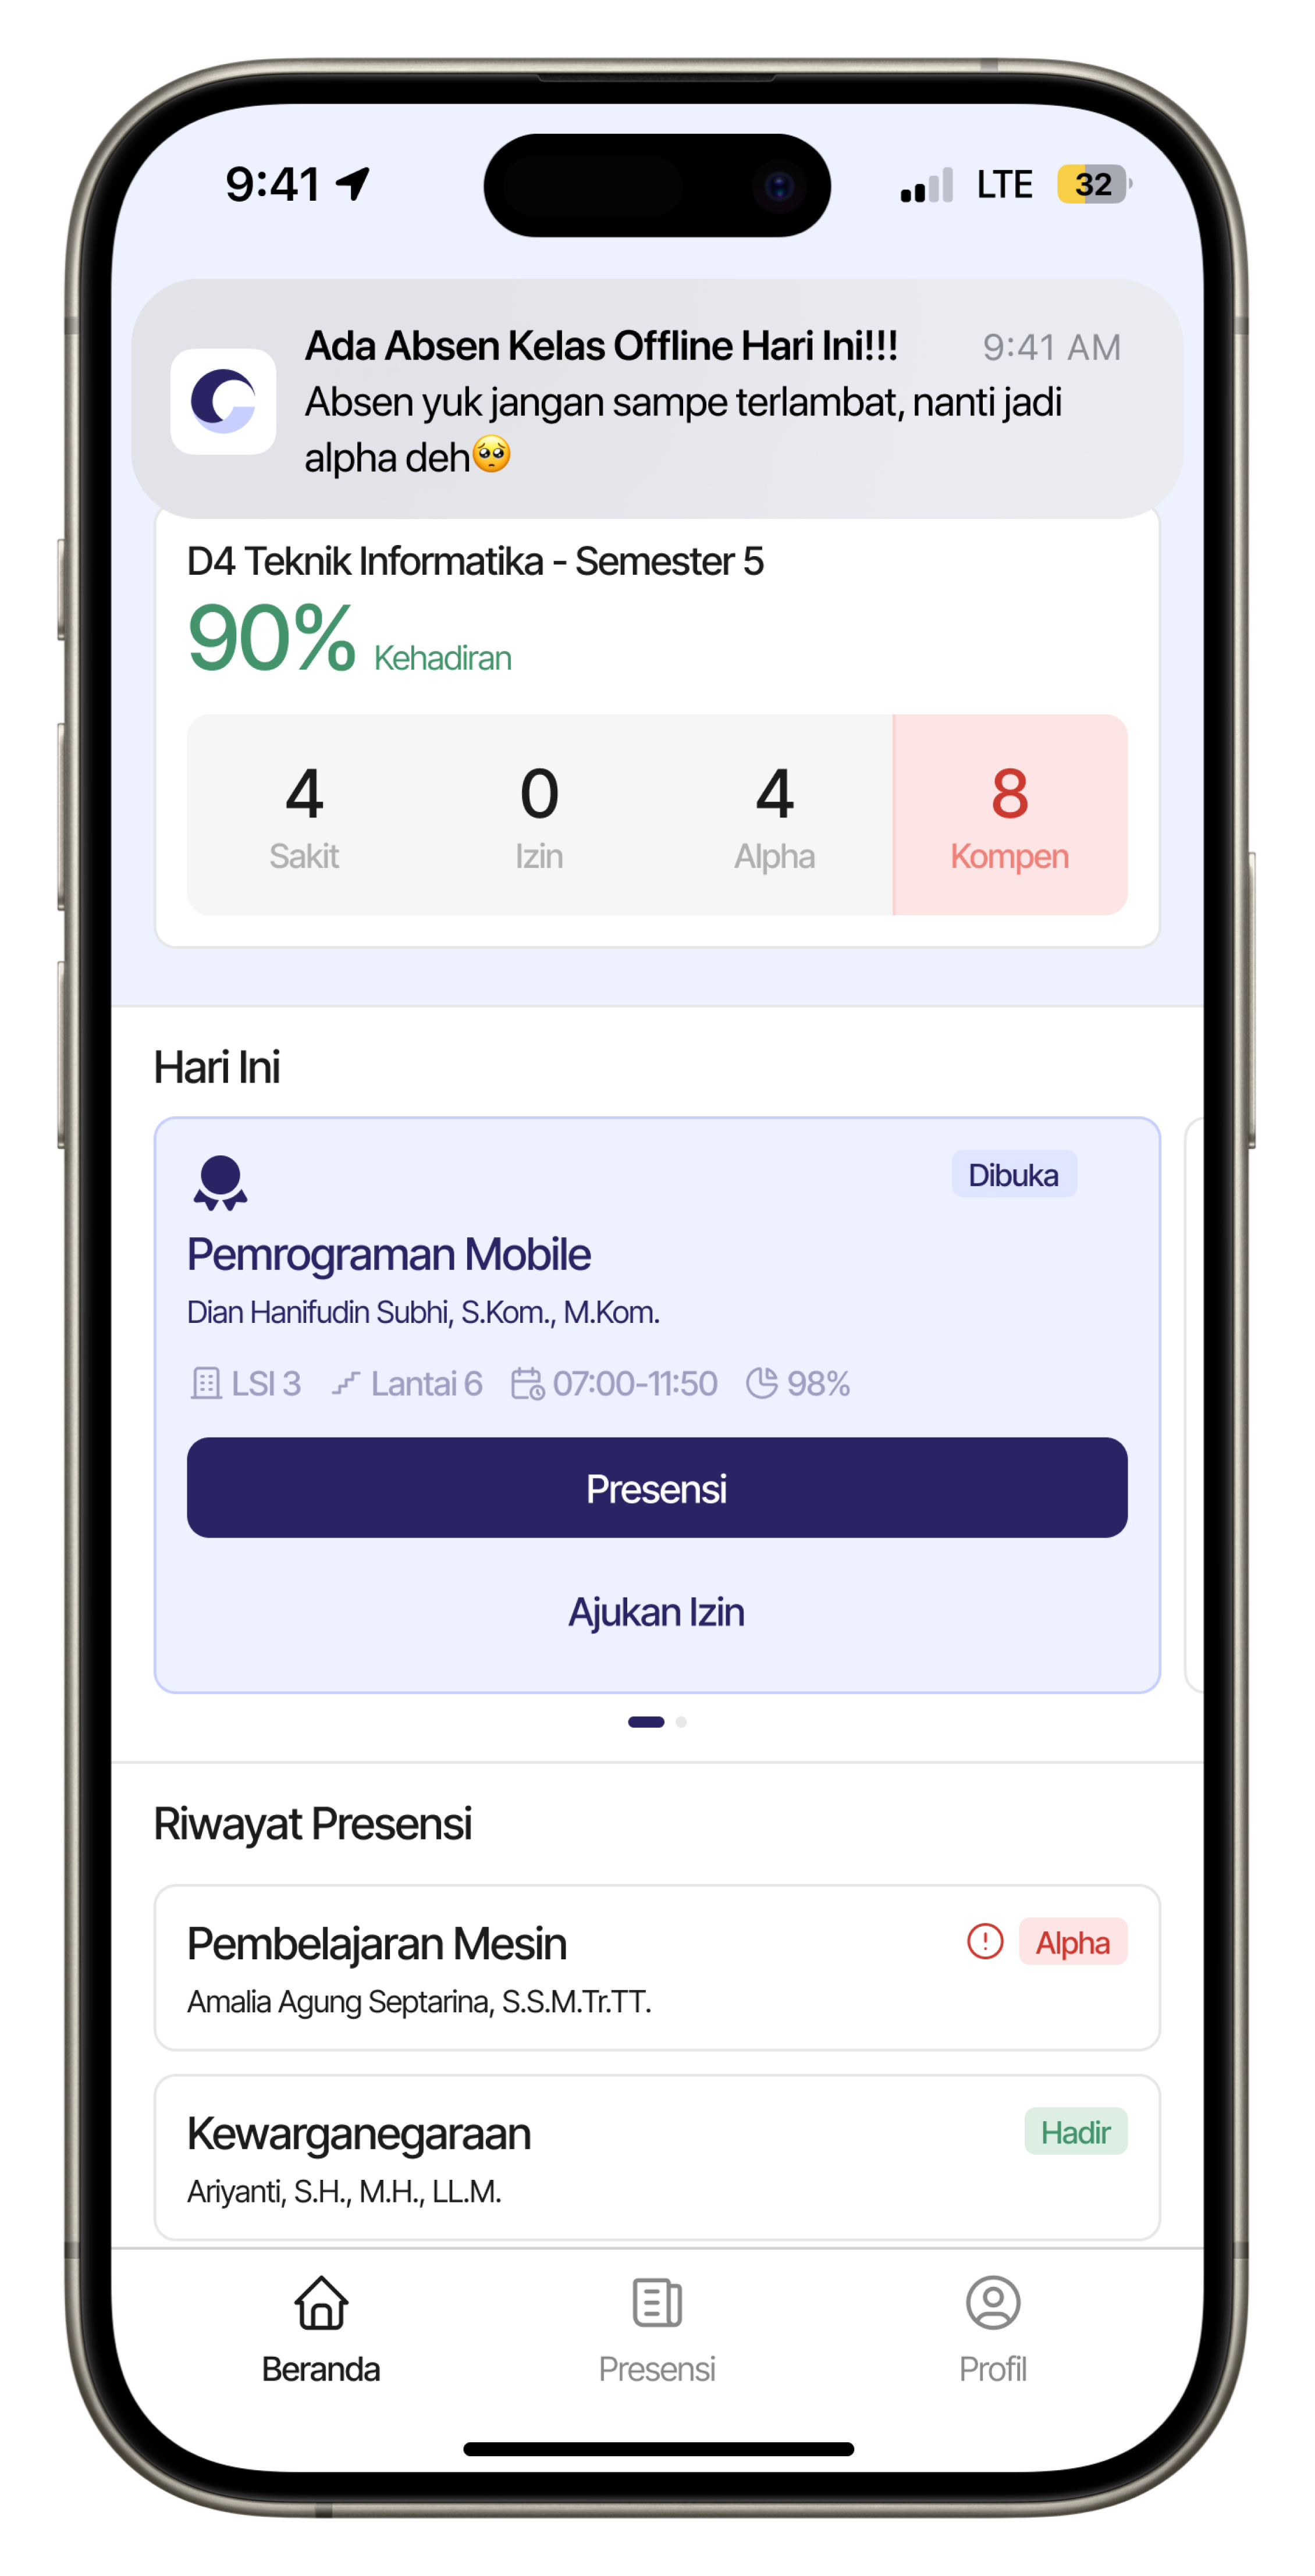 9:41 LTE 32
Ada Absen Kelas Offline Hari Ini!!! 9:41 AM
Absen yuk jangan sampe terlambat, nanti jadi
alpha deh🥺
D4 Teknik Informatika - Semester 5
90% Kehadiran
4 0 4 8
Sakit Izin Alpha Kompen
Hari Ini
Dibuka
Pemrograman Mobile
Dian Hanifudin Subhi, S.Kom., M.Kom.
LSI 3 Lantai 6 07:00-11:50 98%
Presensi
Ajukan Izin
Riwayat Presensi
Pembelajaran Mesin Alpha
Amalia Agung Septarina, S.S.M.Tr.TT.
Kewarganegaraan Hadir
Ariyanti, S.H., M.H., LL.M.
Beranda Presensi Profil